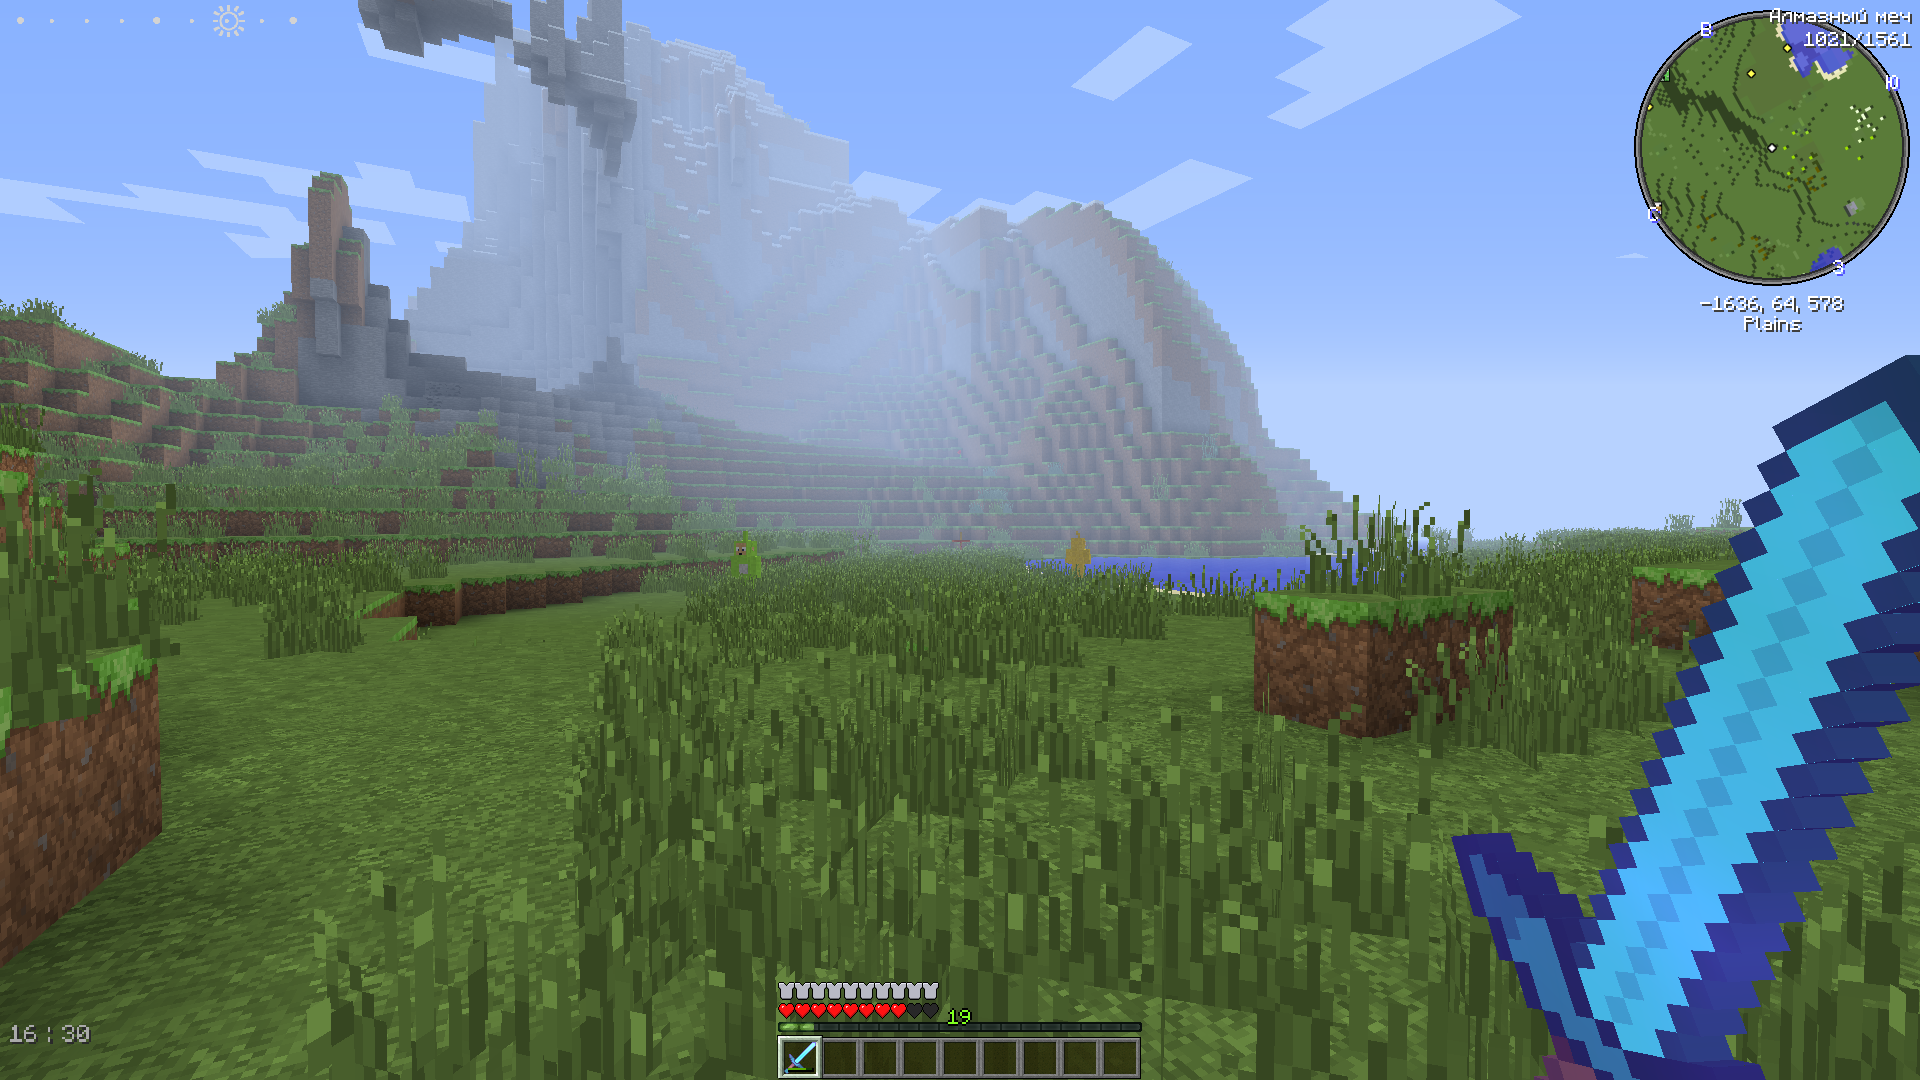 Алмазный меч
1021/1561
В
Ю
С
З
-1636, 64, 578
Plains
19
16:30